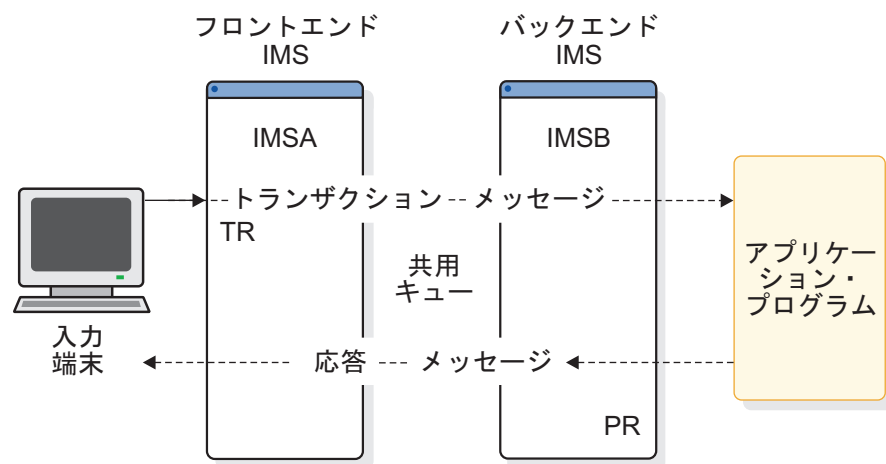 フロントエンド
IMS
バックエンド
IMS
IMSA
IMSB
トランザクション
メッセージ
TR
共用
キュー
アプリケー
ション・
プログラム
入力
端末
応答
メッセージ
PR